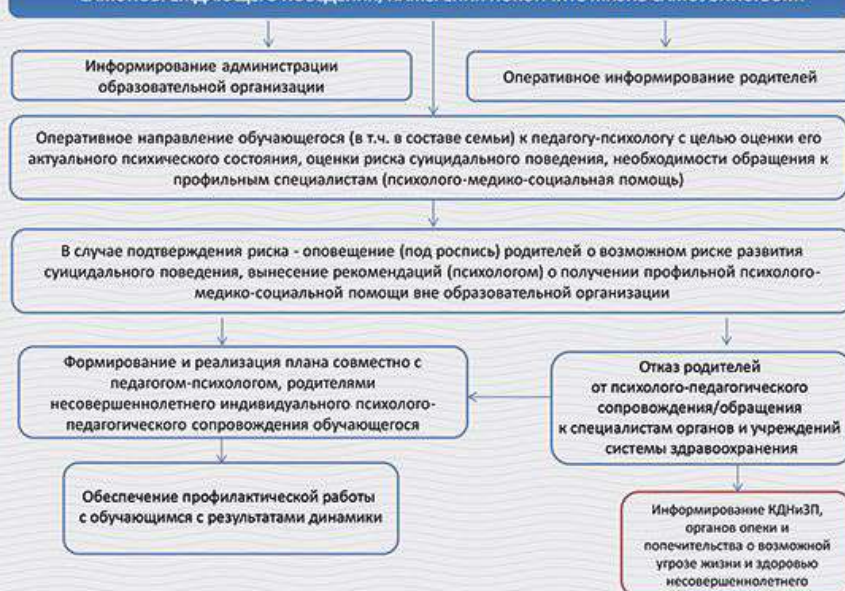 Информирование администрации
образовательной организации
Оперативное информирование родителей
Оперативное направление обучающегося (в т.ч. в составе семьи) к педагогу-психологу с целью оценки его
актуального психического состояния, оценки риска суицидального поведения, необходимости обращения к
профильным специалистам (психолого-медико-социальная помощь)
В случае подтверждения риска - оповещение (под роспись) родителей о возможном риске развития
суицидального поведения, вынесение рекомендаций (психологом) о получении профильной психолого-
медико-социальной помощи вне образовательной организации
Формирование и реализация плана совместно с
педагогом-психологом, родителями
несовершеннолетнего индивидуального психолого-
педагогического сопровождения обучающегося
Отказ родителей
от психолого-педагогического
сопровождения/обращения
к специалистам органов и учреждений
системы здравоохранения
Обеспечение профилактической работы
с обучающимся с результатами динамики
Информирование КДНиЗП,
органов опеки и
попечительства о возможной
угрозе жизни и здоровью
несовершеннолетнего